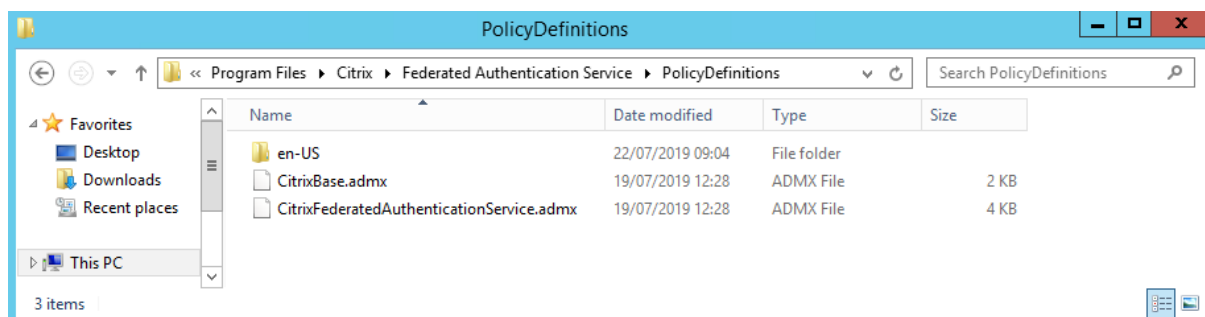 PolicyDefinitions
« Program Files Citrix Federated Authentication Service PolicyDefinitions Search PolicyDefinitions
Favorites
Desktop
Downloads
Recent places
This PC
Name Date modified Type Size
en-US 22/07/2019 09:04 File folder
CitrixBase.admx 19/07/2019 12:28 ADMX File 2 KB
CitrixFederatedAuthenticationService.admx 19/07/2019 12:28 ADMX File 4 KB
3 items